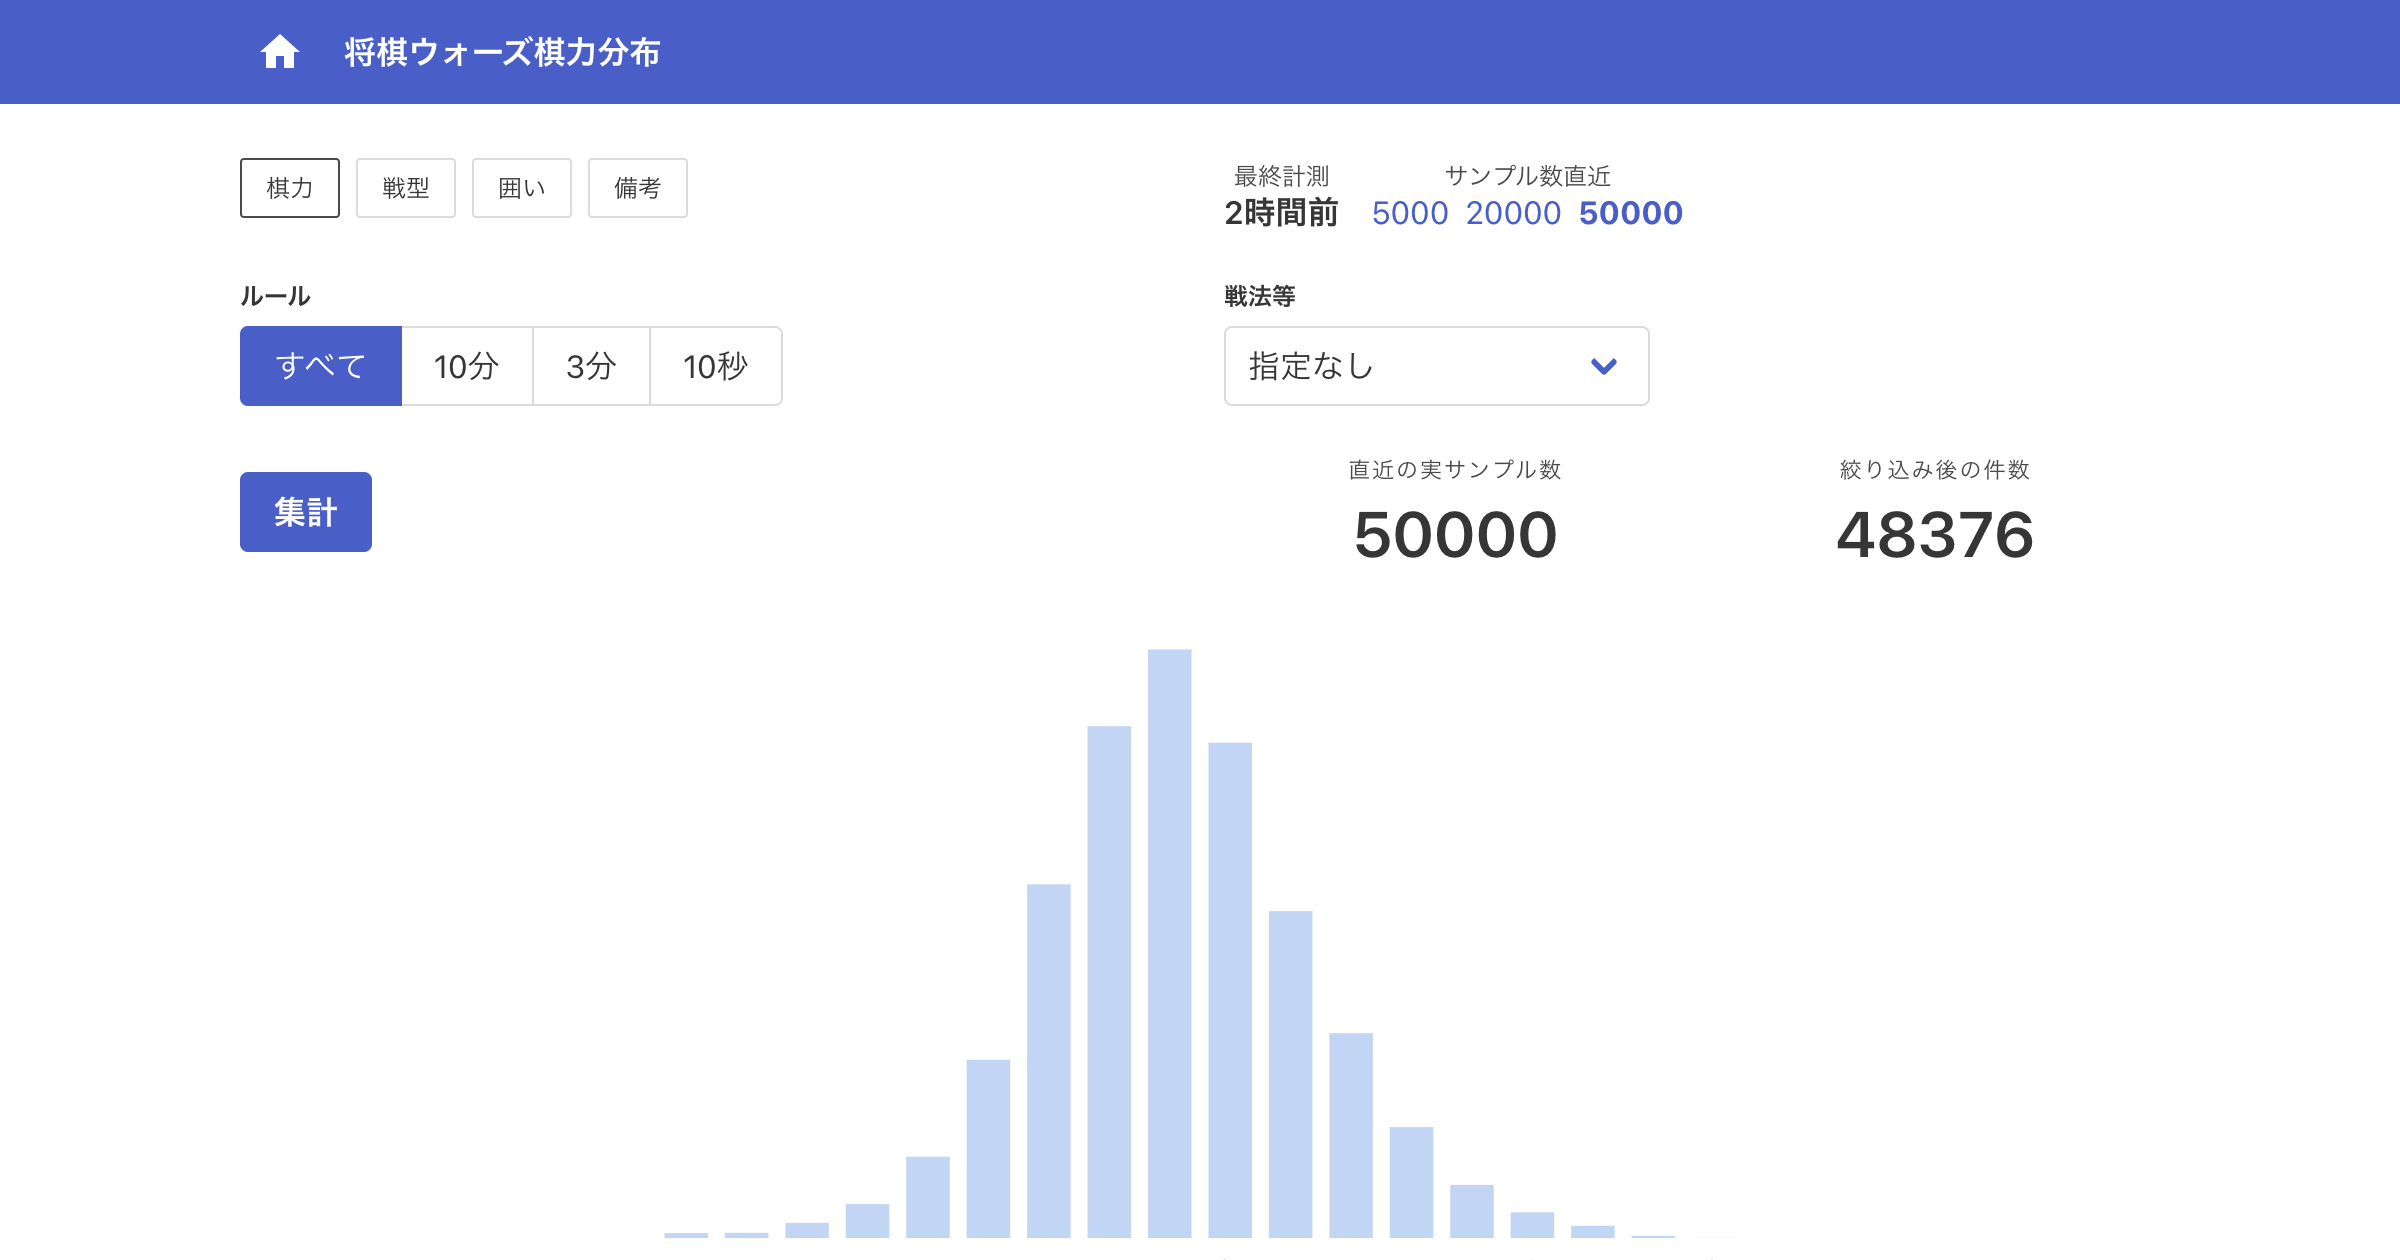 将棋ウォーズ棋力分布
棋力 戦型 囲い 備考
最終計測
2時間前
サンプル数直近
5000 20000 50000
ルール
すべて 10分 3分 10秒
戦法等
指定なし
集計
直近の実サンプル数
50000
絞り込み後の件数
48376